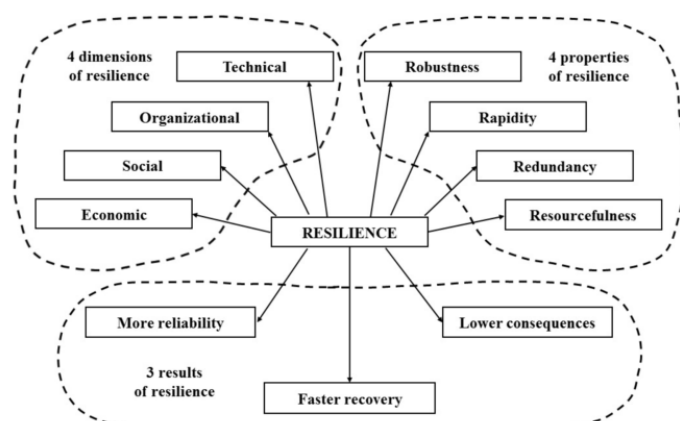 4 dimensions
of resilience
Technical
Organizational
Social
Economic
Robustness
4 properties
of resilience
Rapidity
Redundancy
Resourcefulness
RESILIENCE
More reliability
Lower consequences
3 results
of resilience
Faster recovery